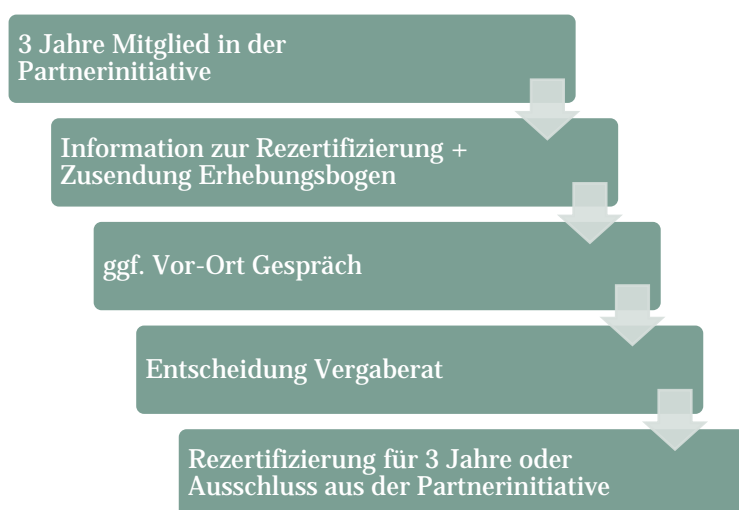 3 Jahre Mitglied in der
Partnerinitiative
Information zur Rezertifizierung +
Zusendung Erhebungsbogen
ggf. Vor-Ort Gespräch
Entscheidung Vergaberat
Rezertifizierung für 3 Jahre oder
Ausschluss aus der Partnerinitiative